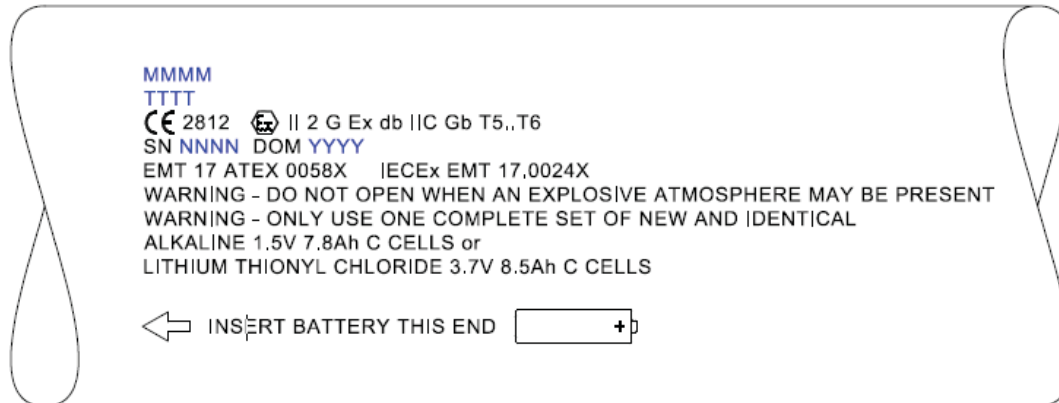 MMMM
TTTT
CE 2812 Ex II 2 G Ex db IIC Gb T5..T6
SN NNNN DOM YYYY
EMT 17 ATEX 0058X IECEx EMT 17.0024X
WARNING - DO NOT OPEN WHEN AN EXPLOSIVE ATMOSPHERE MAY BE PRESENT
WARNING - ONLY USE ONE COMPLETE SET OF NEW AND IDENTICAL
ALKALINE 1.5V 7.8Ah C CELLS or
LITHIUM THIONYL CHLORIDE 3.7V 8.5Ah C CELLS
INSERT BATTERY THIS END +